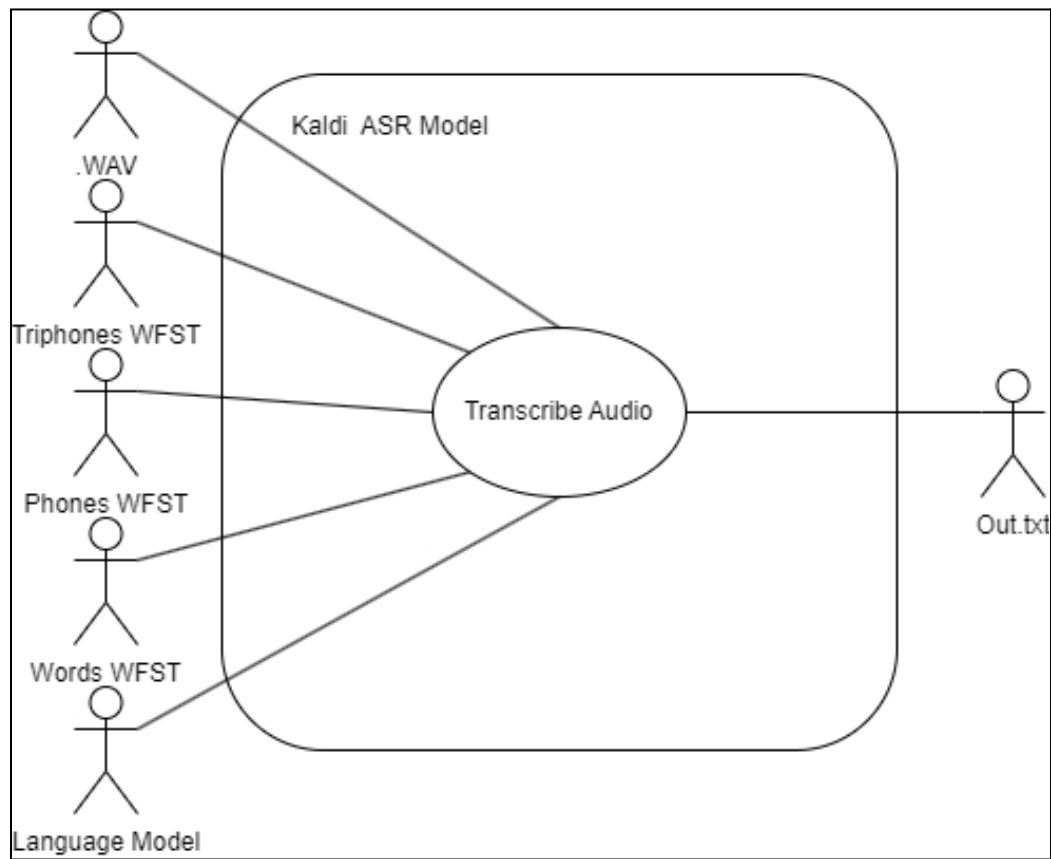 Kaldi ASR Model
.WAV
Triphones WFST
Transcribe Audio
Phones WFST
Out.txt
Words WFST
Language Model